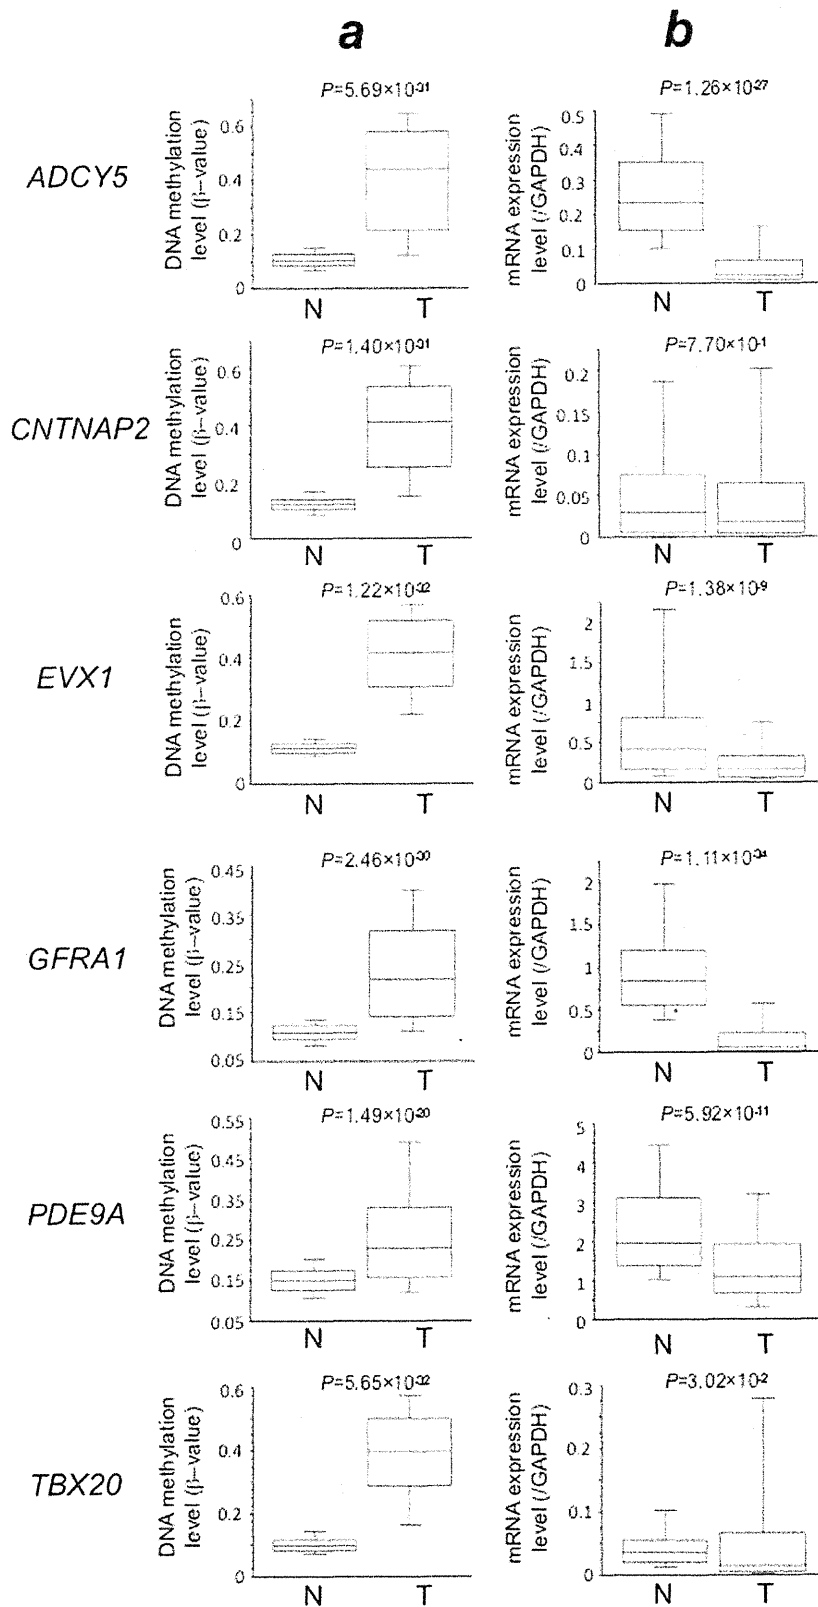 a b
P=5.69×10-31 P=1.26×10-27
ADCY5
DNA methylation level (β-value)
0.6
0.4
0.2
0
N T
mRNA expression level (/GAPDH)
0.5
0.4
0.3
0.2
0.1
0
N T
P=1.40×10-31 P=7.70×10-1
CNTNAP2
DNA methylation level (β-value)
0.6
0.4
0.2
0
N T
mRNA expression level (/GAPDH)
0.2
0.15
0.1
0.05
0
N T
P=1.22×10-32 P=1.38×10-9
EVX1
DNA methylation level (β-value)
0.6
0.4
0.2
0
N T
mRNA expression level (/GAPDH)
2
1.5
1
0.5
0
N T
P=2.46×10-30 P=1.11×10-34
GFRA1
DNA methylation level (β-value)
0.45
0.35
0.25
0.15
0.05
N T
mRNA expression level (/GAPDH)
2
1.5
1
0.5
0
N T
P=1.49×10-20 P=5.92×10-11
PDE9A
DNA methylation level (β-value)
0.55
0.45
0.35
0.25
0.15
0.05
N T
mRNA expression level (/GAPDH)
5
4
3
2
1
0
N T
P=5.65×10-32 P=3.02×10-2
TBX20
DNA methylation level (β-value)
0.6
0.4
0.2
0
N T
mRNA expression level (/GAPDH)
0.3
0.2
0.1
0
N T